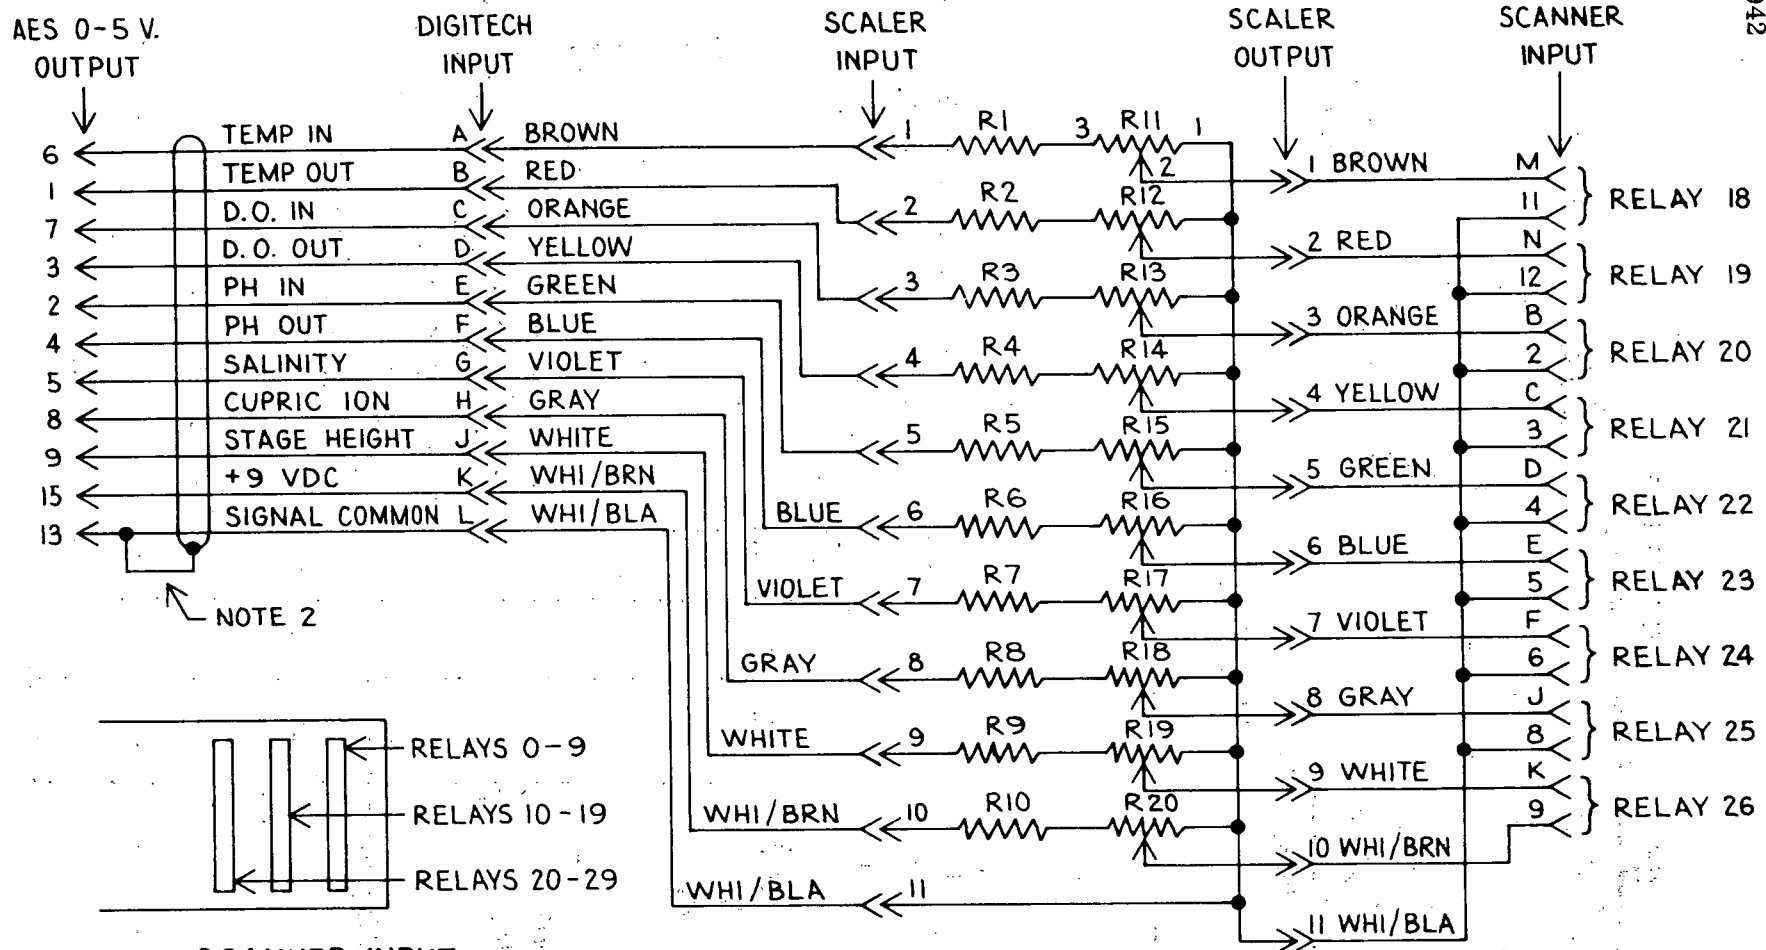 AES 0-5 V.
OUTPUT
DIGITECH
INPUT
SCALER
INPUT
SCALER
OUTPUT
SCANNER
INPUT
942
6 TEMP IN A BROWN 1 R1 3 R11 1
2
1 BROWN M
1 TEMP OUT B RED 2 R2 R12
11 RELAY 18
7 D.O. IN C ORANGE 3 R3 R13
2 RED N
3 D.O. OUT D YELLOW 4 R4 R14
12 RELAY 19
2 PH IN E GREEN 5 R5 R15
3 ORANGE B
4 PH OUT F BLUE BLUE 6 R6 R16
2 RELAY 20
5 SALINITY G VIOLET VIOLET 7 R7 R17
4 YELLOW C
8 CUPRIC ION H GRAY GRAY 8 R8 R18
3 RELAY 21
9 STAGE HEIGHT J WHITE WHITE 9 R9 R19
5 GREEN D
15 +9 VDC K WHI/BRN WHI/BRN 10 R10 R20
4 RELAY 22
13 SIGNAL COMMON L WHI/BLA WHI/BLA 11
6 BLUE E
5 RELAY 23
7 VIOLET F
6 RELAY 24
8 GRAY J
8 RELAY 25
9 WHITE K
9 RELAY 26
10 WHI/BRN
11 WHI/BLA
NOTE 2
RELAYS 0-9
RELAYS 10-19
RELAYS 20-29
SCANNER INPUT